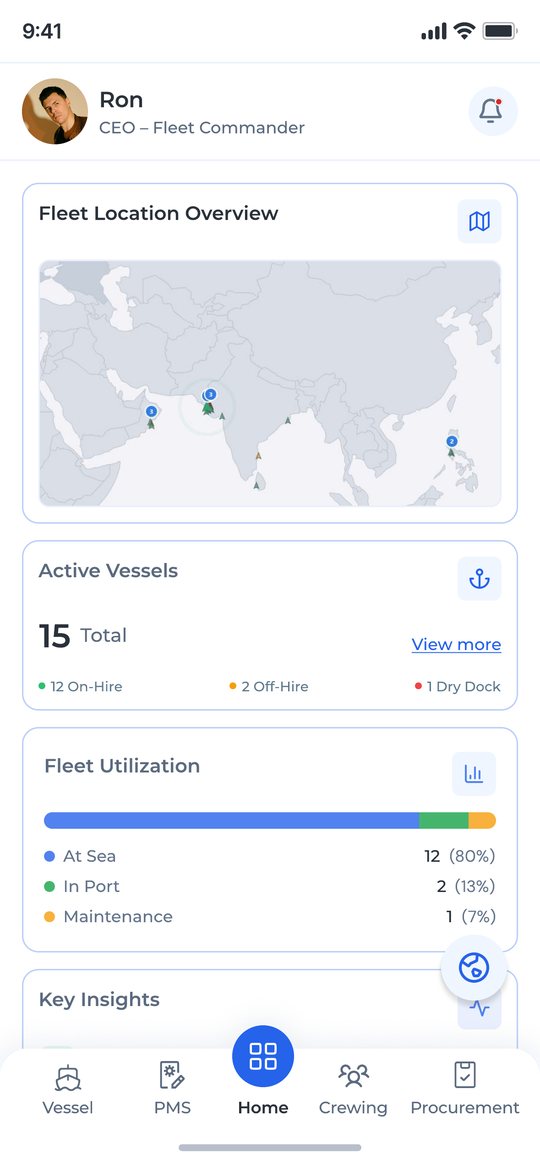 9:41
Ron
CEO – Fleet Commander
Fleet Location Overview
3
3
2
Active Vessels
15 Total
View more
12 On-Hire
2 Off-Hire
1 Dry Dock
Fleet Utilization
At Sea 12 (80%)
In Port 2 (13%)
Maintenance 1 (7%)
Key Insights
Vessel
PMS
Home
Crewing
Procurement